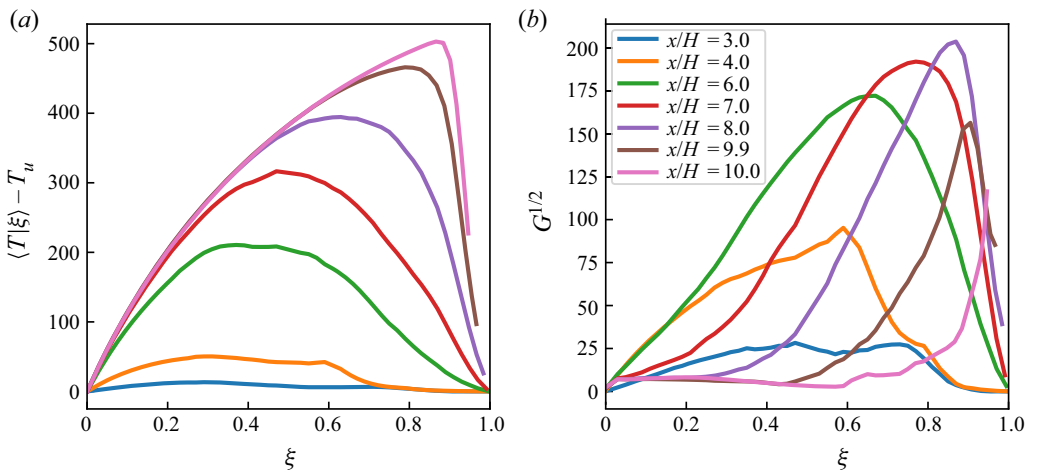 (a)
500
400
300
200
100
0
⟨T|ξ⟩ − T_u
0 0.2 0.4 0.6 0.8 1.0
ξ
(b)
200
175
150
125
100
75
50
25
0
G^{1/2}
x/H = 3.0
x/H = 4.0
x/H = 6.0
x/H = 7.0
x/H = 8.0
x/H = 9.9
x/H = 10.0
0 0.2 0.4 0.6 0.8 1.0
ξ